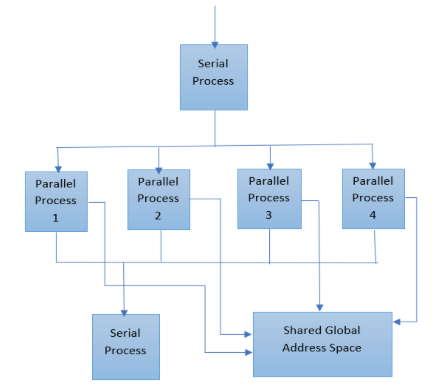 Serial
Process
Parallel
Process
1
Parallel
Process
2
Parallel
Process
3
Parallel
Process
4
Serial
Process
Shared Global
Address Space